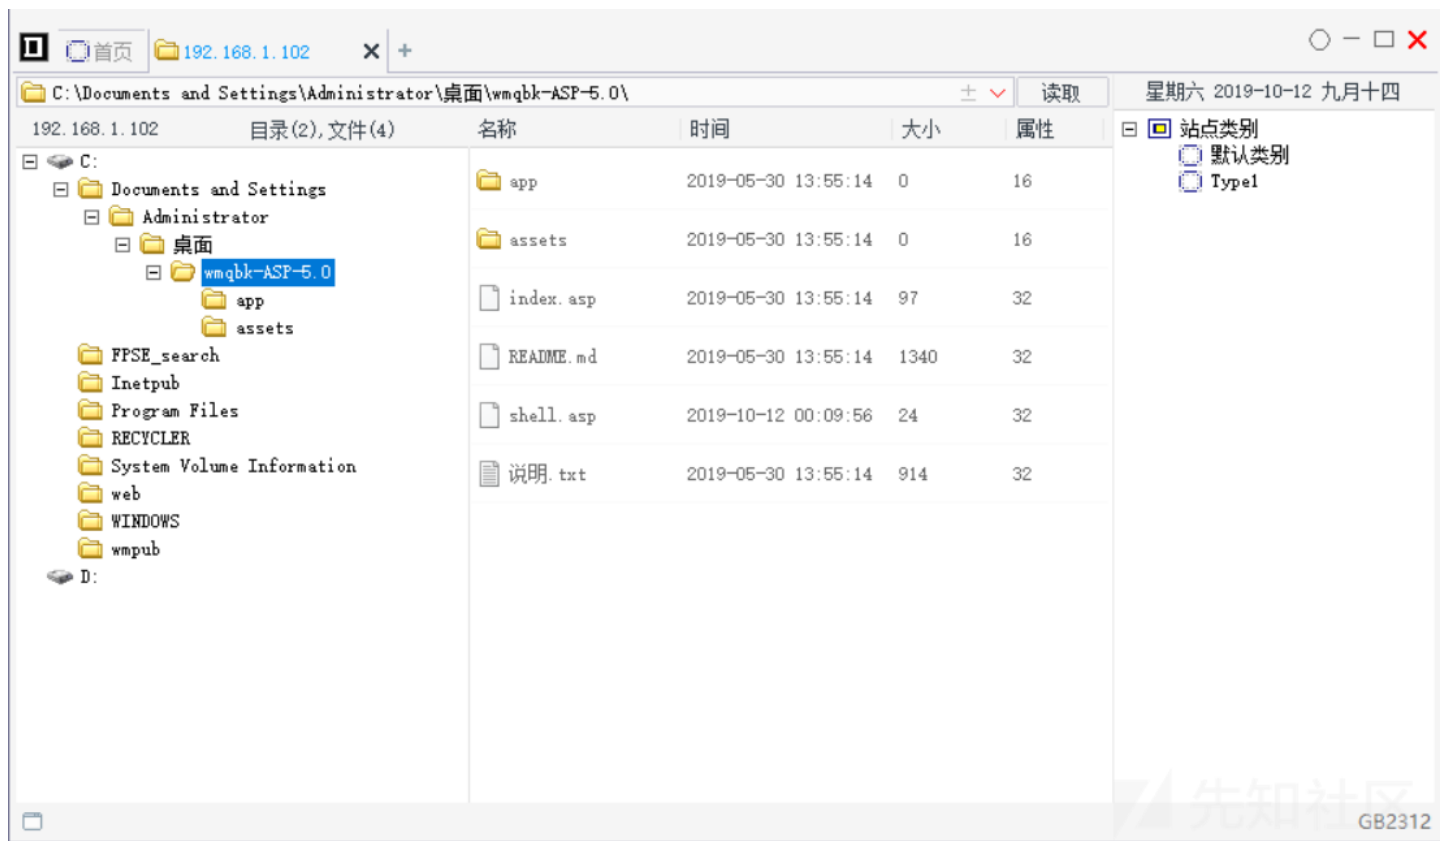 首页 192.168.1.102
C:\Documents and Settings\Administrator\桌面\wmqbk-ASP-5.0\ 读取 星期六 2019-10-12 九月十四
192.168.1.102 目录(2),文件(4) 名称 时间 大小 属性
C:
Documents and Settings
Administrator
桌面
wmqbk-ASP-5.0
app
assets
FPSE_search
Inetpub
Program Files
RECYCLER
System Volume Information
web
WINDOWS
wmpub
D:
app 2019-05-30 13:55:14 0 16
assets 2019-05-30 13:55:14 0 16
index.asp 2019-05-30 13:55:14 97 32
README.md 2019-05-30 13:55:14 1340 32
shell.asp 2019-10-12 00:09:56 24 32
说明.txt 2019-05-30 13:55:14 914 32
站点类别
默认类别
Type1
先知社区
GB2312